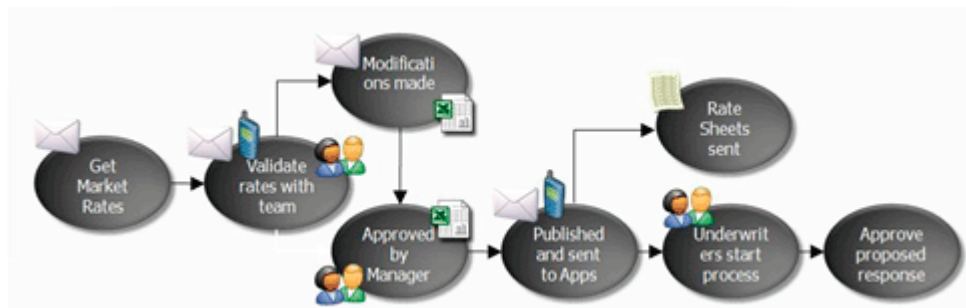 Get
Market
Rates
Validate
rates with
team
Modificati
ons made
Approved
by
Manager
Published
and sent
to Apps
Rate
Sheets
sent
Underwrit
ers start
process
Approve
proposed
response